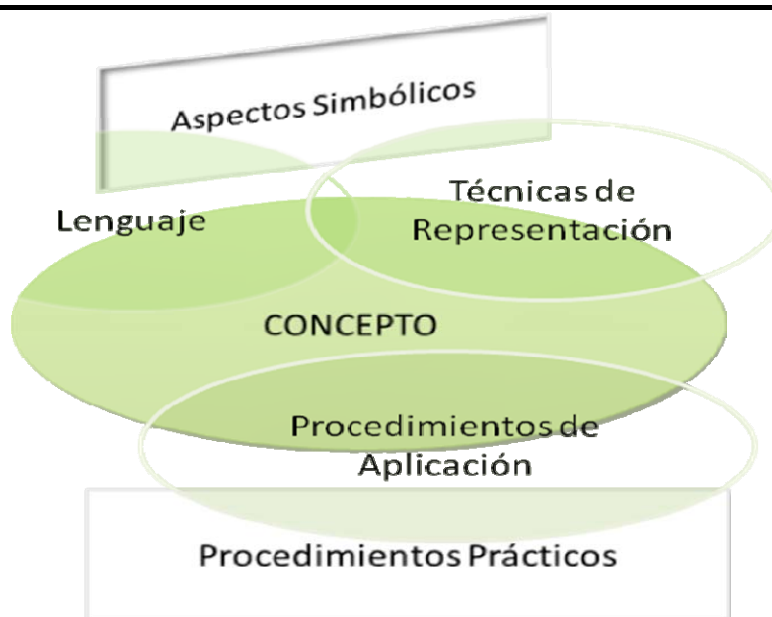 Aspectos Simbólicos
Técnicas de
Representación
Lenguaje
CONCEPTO
Procedimientos de
Aplicación
Procedimientos Prácticos